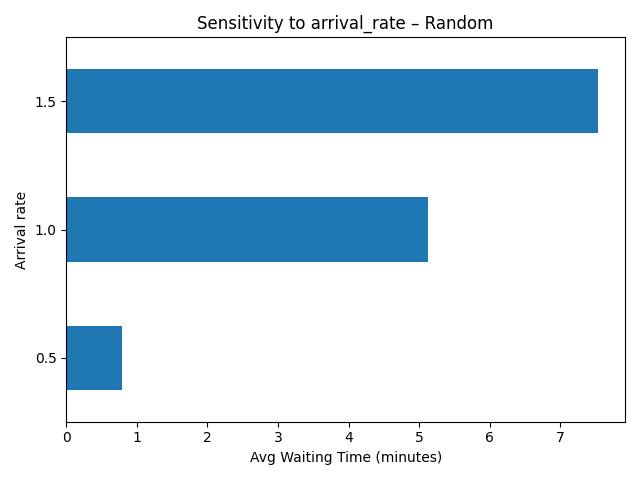 Sensitivity to arrival_rate – Random
Arrival rate
1.5
1.0
0.5
0 1 2 3 4 5 6 7
Avg Waiting Time (minutes)